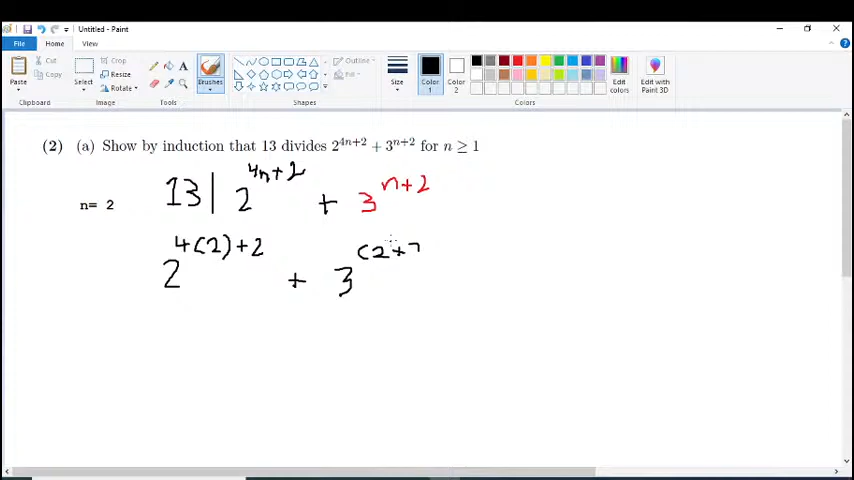 Untitled - Paint
File Home View
Paste Cut Copy
Clipboard
Select Crop Resize Rotate
Image
Tools
Brushes
Shapes
Outline Fill
Size
Color 1 Color 2
Colors
Edit colors
Edit with Paint 3D
(2) (a) Show by induction that 13 divides 2^{4n+2} + 3^{n+2} for n ≥ 1
n= 2 13| 2^{4n+2} + 3^{n+2}
2^{4(2)+2} + 3^{(2+